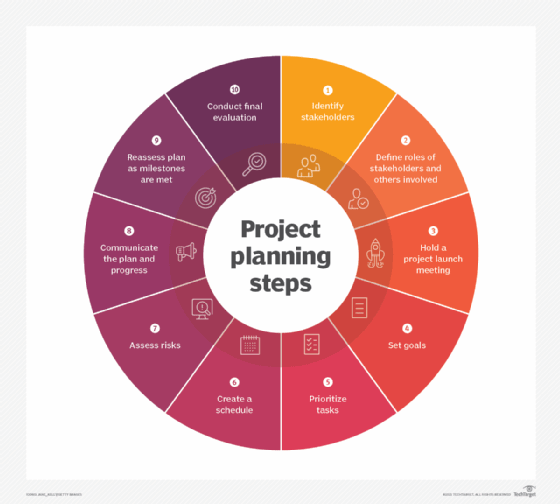 Project
planning
steps
1
Identify
stakeholders
2
Define roles of
stakeholders and
others involved
3
Hold a
project launch
meeting
4
Set goals
5
Prioritize
tasks
6
Create a
schedule
7
Assess risks
8
Communicate
the plan and
progress
9
Reassess plan
as milestones
are met
10
Conduct final
evaluation
TechTarget